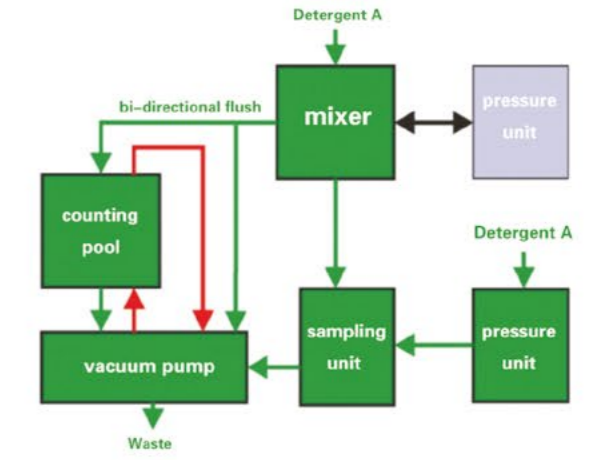 Detergent A
mixer
pressure
unit
bi-directional flush
counting
pool
Detergent A
sampling
unit
pressure
unit
vacuum pump
Waste